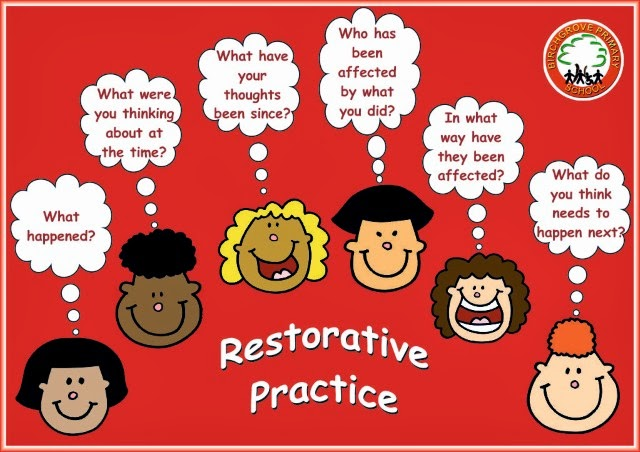 What
happened?
What were
you thinking
about at
the time?
What have
your
thoughts
been since?
Who has
been
affected
by what
you did?
In what
way have
they been
affected?
What do
you think
needs to
happen next?
Restorative
Practice
BIRCHGROVE PRIMARY
SCHOOL